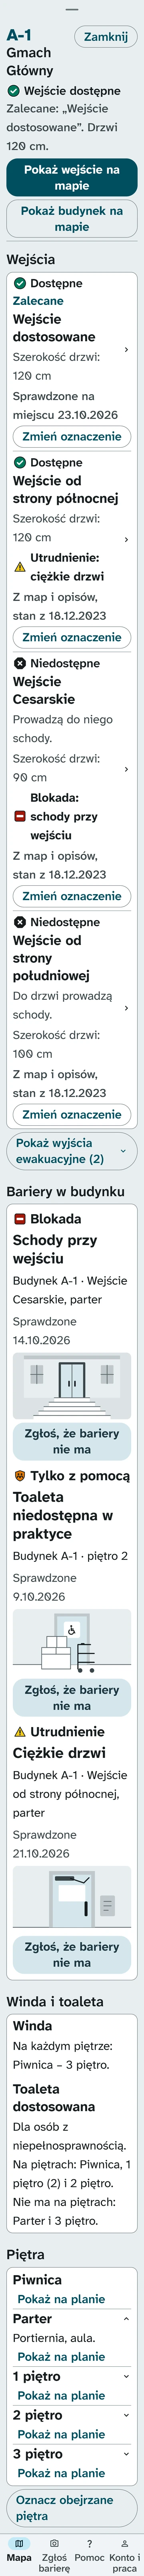 A-1
Zamknij
Gmach
Główny
Wejście dostępne
Zalecane: „Wejście
dostosowane”. Drzwi
120 cm.
Pokaż wejście na
mapie
Pokaż budynek na
mapie
Wejścia
Dostępne
Zalecane
Wejście
dostosowane
Szerokość drzwi:
120 cm
Sprawdzone na
miejscu 23.10.2026
Zmień oznaczenie
Dostępne
Wejście od
strony północnej
Szerokość drzwi:
120 cm
Utrudnienie:
ciężkie drzwi
Z map i opisów,
stan z 18.12.2023
Zmień oznaczenie
Niedostępne
Wejście
Cesarskie
Prowadzą do niego
schody.
Szerokość drzwi:
90 cm
Blokada:
schody przy
wejściu
Z map i opisów,
stan z 18.12.2023
Zmień oznaczenie
Niedostępne
Wejście od
strony
południowej
Do drzwi prowadzą
schody.
Szerokość drzwi:
100 cm
Z map i opisów,
stan z 18.12.2023
Zmień oznaczenie
Pokaż wyjścia
ewakuacyjne (2)
Bariery w budynku
Blokada
Schody przy
wejściu
Budynek A-1 · Wejście
Cesarskie, parter
Sprawdzone
14.10.2026
Zgłoś, że bariery
nie ma
Tylko z pomocą
Toaleta
niedostępna w
praktyce
Budynek A-1 · piętro 2
Sprawdzone
9.10.2026
Zgłoś, że bariery
nie ma
Utrudnienie
Ciężkie drzwi
Budynek A-1 · Wejście
od strony północnej,
parter
Sprawdzone
21.10.2026
Zgłoś, że bariery
nie ma
Winda i toaleta
Winda
Na każdym piętrze:
Piwnica – 3 piętro.
Toaleta
dostosowana
Dla osób z
niepełnosprawnością.
Na piętrach: Piwnica, 1
piętro (2) i 2 piętro.
Nie ma na piętrach:
Parter i 3 piętro.
Piętra
Piwnica
Pokaż na planie
Parter
Portiernia, aula.
Pokaż na planie
1 piętro
Pokaż na planie
2 piętro
Pokaż na planie
3 piętro
Pokaż na planie
Oznacz obejrzane
piętra
Mapa
Zgłoś
barierę
Pomoc
Konto i
praca